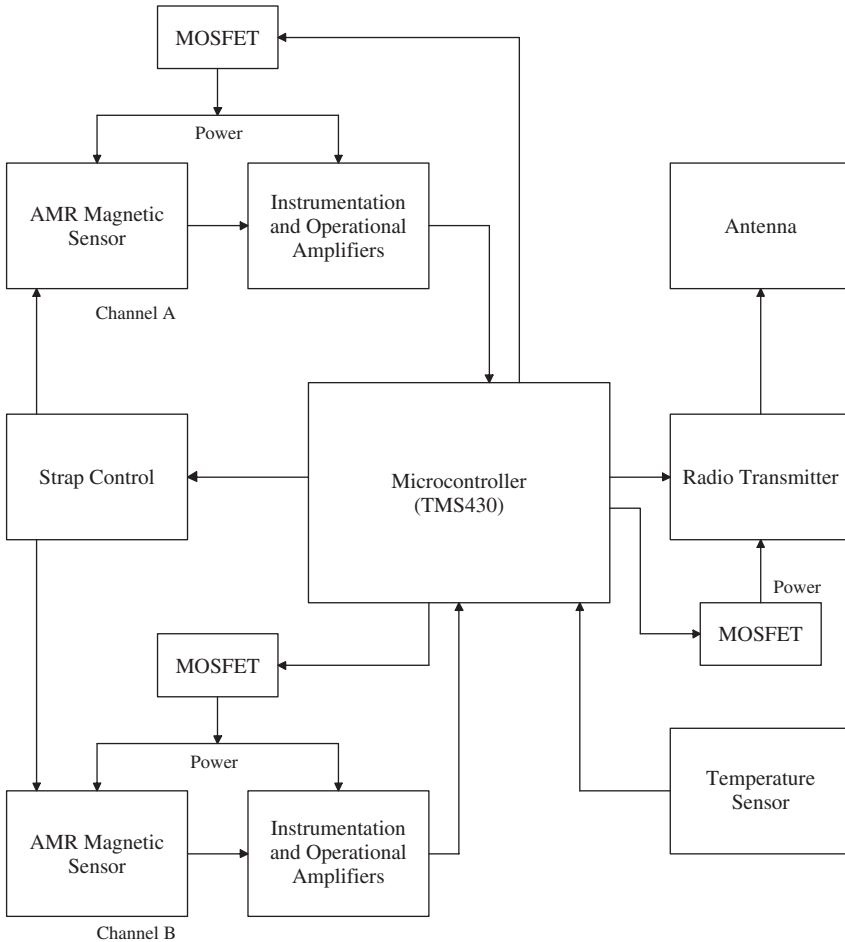 MOSFET
Power
AMR Magnetic
Sensor
Instrumentation
and Operational
Amplifiers
Antenna
Channel A
Strap Control
Microcontroller
(TMS430)
Radio Transmitter
Power
MOSFET
MOSFET
Power
Temperature
Sensor
AMR Magnetic
Sensor
Instrumentation
and Operational
Amplifiers
Channel B